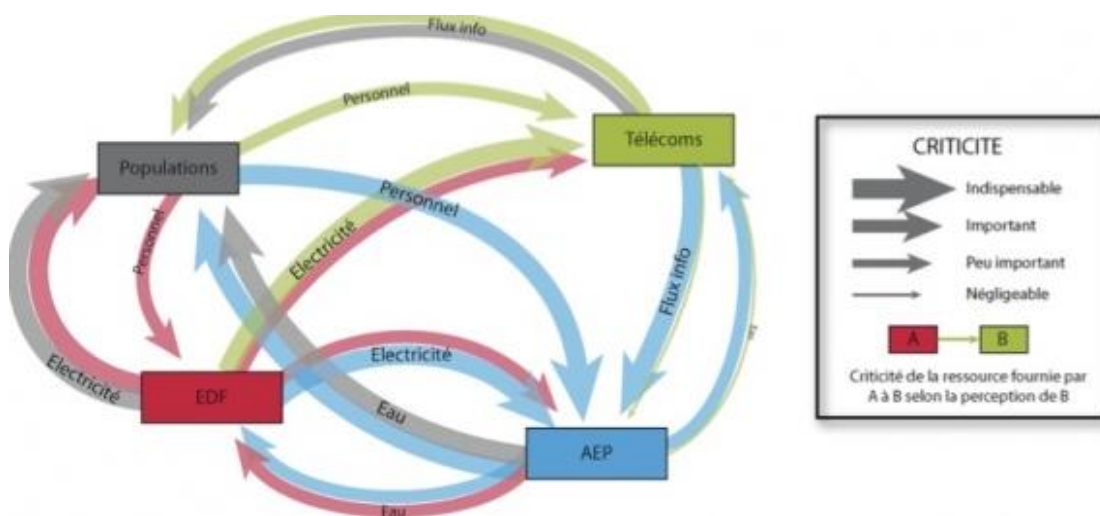 Flux info
Personnel
Télécoms
Populations
Personnel
Personnel
Electricité
Flux info
Eau
Electricité
Electricité
EDF
Eau
AEP
Eau
CRITICITE
Indispensable
Important
Peu important
Négligeable
A
B
Criticité de la ressource fournie par
A à B selon la perception de B